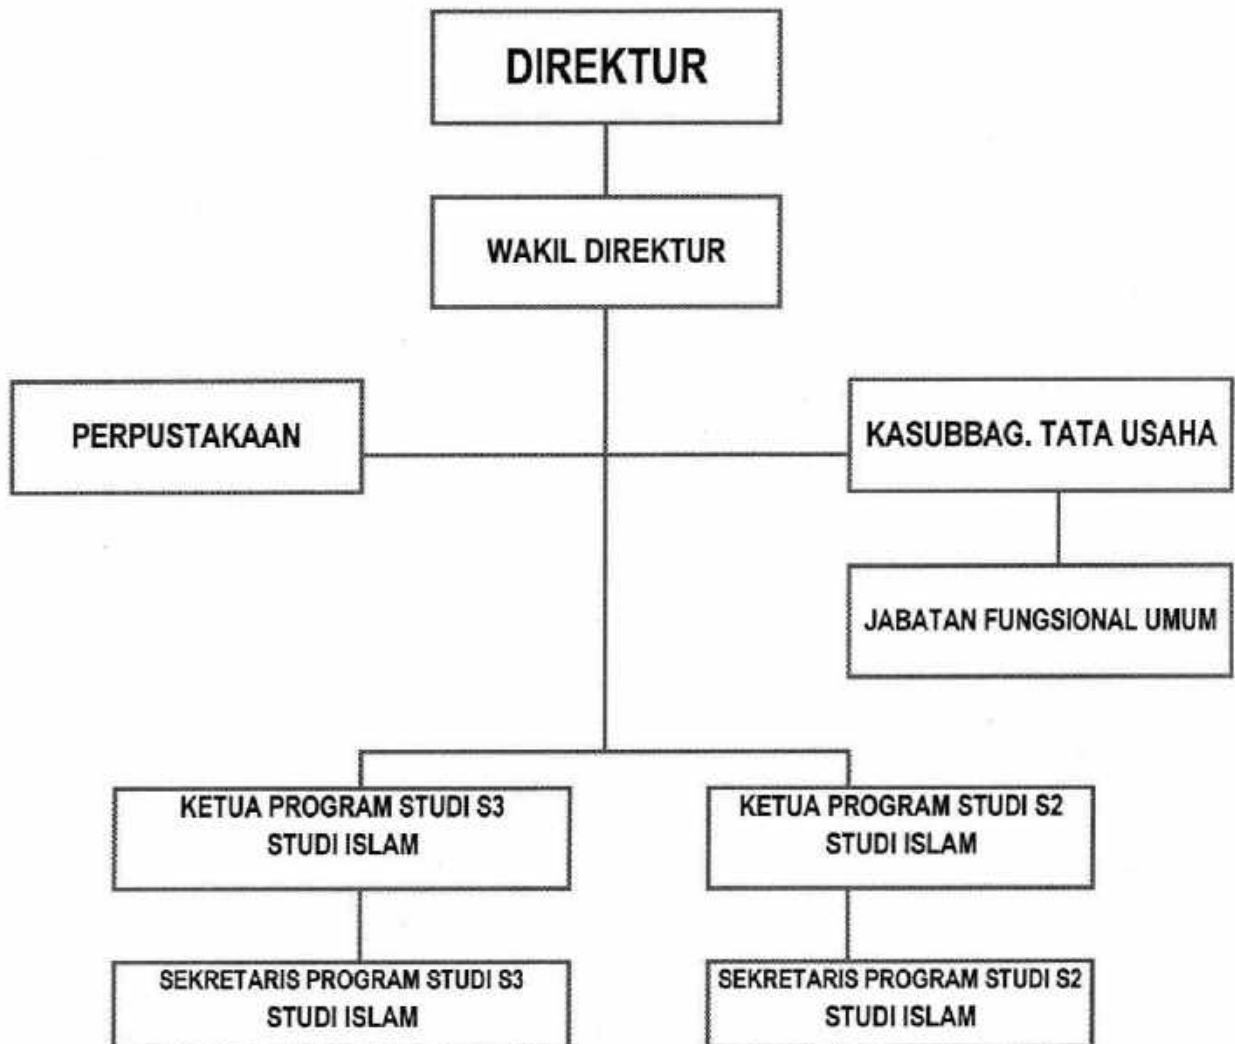 DIREKTUR
WAKIL DIREKTUR
PERPUSTAKAAN
KASUBBAG. TATA USAHA
JABATAN FUNGSIONAL UMUM
KETUA PROGRAM STUDI S3
STUDI ISLAM
KETUA PROGRAM STUDI S2
STUDI ISLAM
SEKRETARIS PROGRAM STUDI S3
STUDI ISLAM
SEKRETARIS PROGRAM STUDI S2
STUDI ISLAM